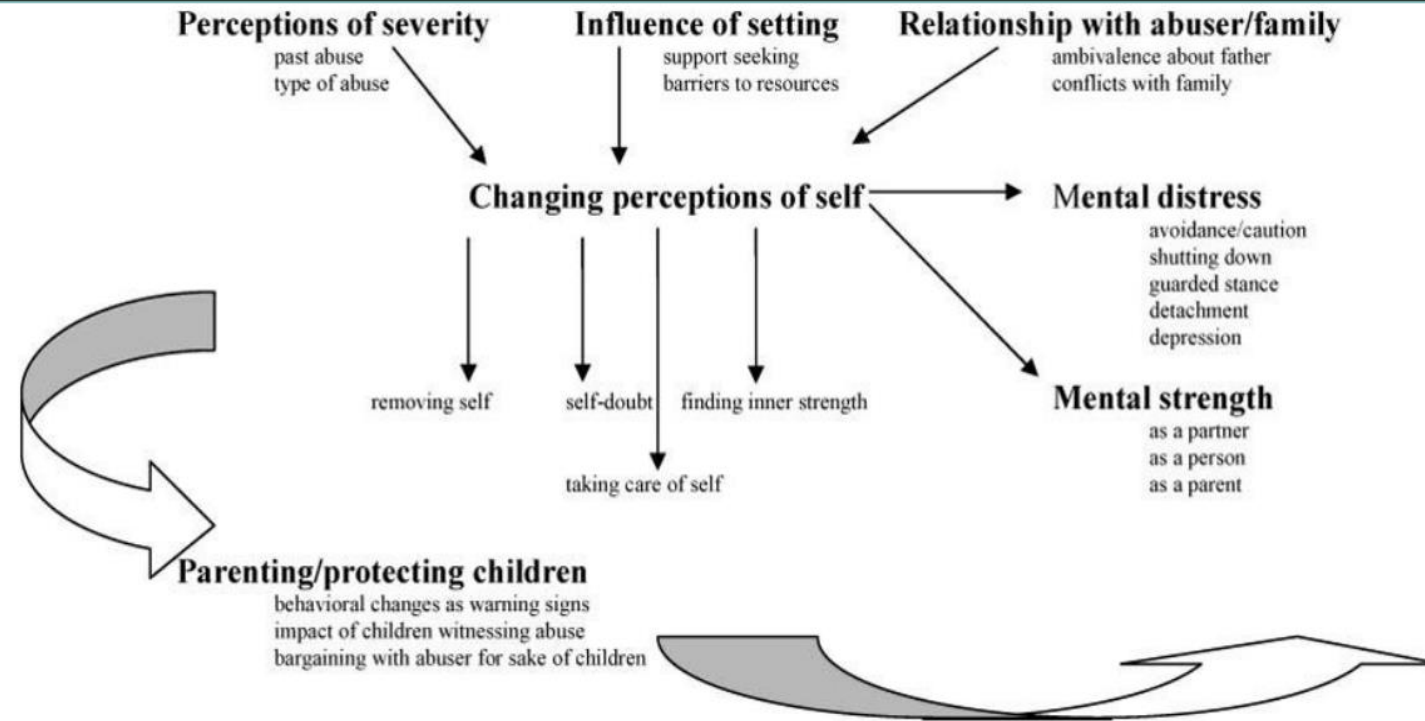 Perceptions of severity
past abuse
type of abuse
Influence of setting
support seeking
barriers to resources
Relationship with abuser/family
ambivalence about father
conflicts with family
Changing perceptions of self
Mental distress
avoidance/caution
shutting down
guarded stance
detachment
depression
removing self
self-doubt
finding inner strength
taking care of self
Mental strength
as a partner
as a person
as a parent
Parenting/protecting children
behavioral changes as warning signs
impact of children witnessing abuse
bargaining with abuser for sake of children